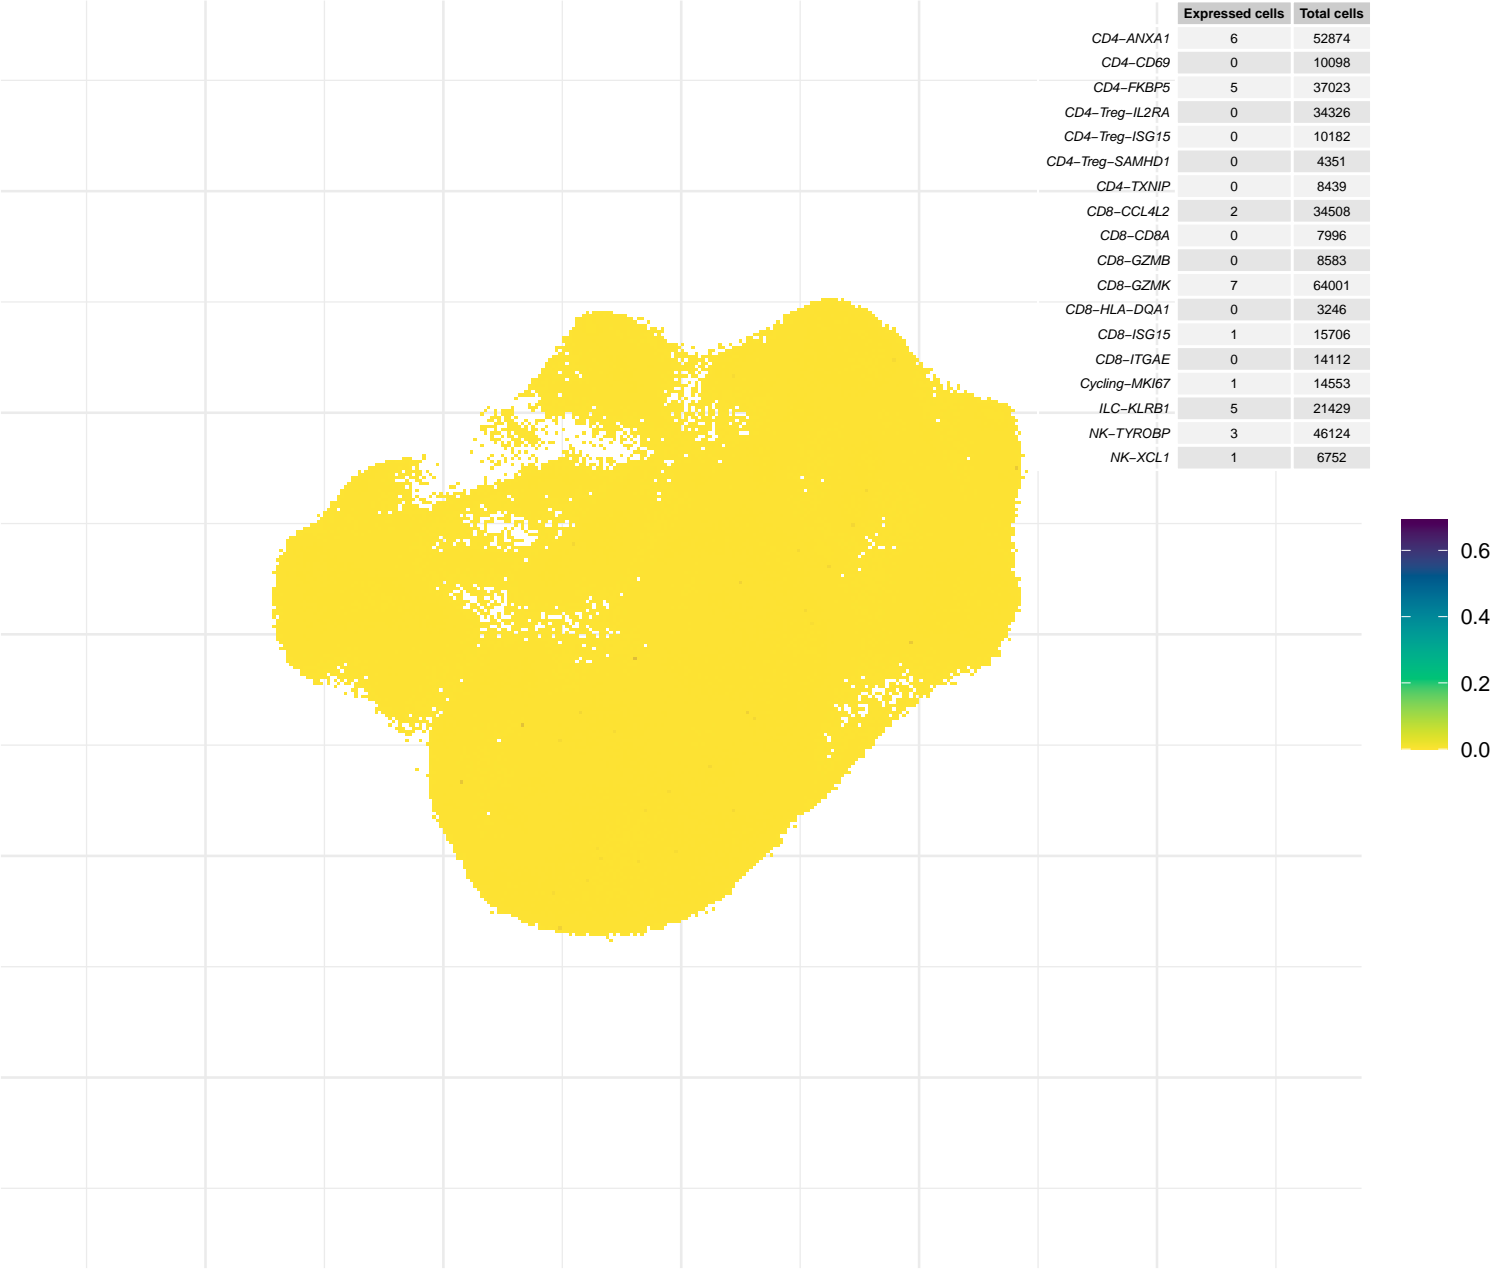 Expressed cells Total cells
CD4−ANXA1 6 52874
CD4−CD69 0 10098
CD4−FKBP5 5 37023
CD4−Treg−IL2RA 0 34326
CD4−Treg−ISG15 0 10182
CD4−Treg−SAMHD1 0 4351
CD4−TXNIP 0 8439
CD8−CCL4L2 2 34508
CD8−CD8A 0 7996
CD8−GZMB 0 8583
CD8−GZMK 7 64001
CD8−HLA−DQA1 0 3246
CD8−ISG15 1 15706
CD8−ITGAE 0 14112
Cycling−MKI67 1 14553
ILC−KLRB1 5 21429
NK−TYROBP 3 46124
NK−XCL1 1 6752
0.6
0.4
0.2
0.0